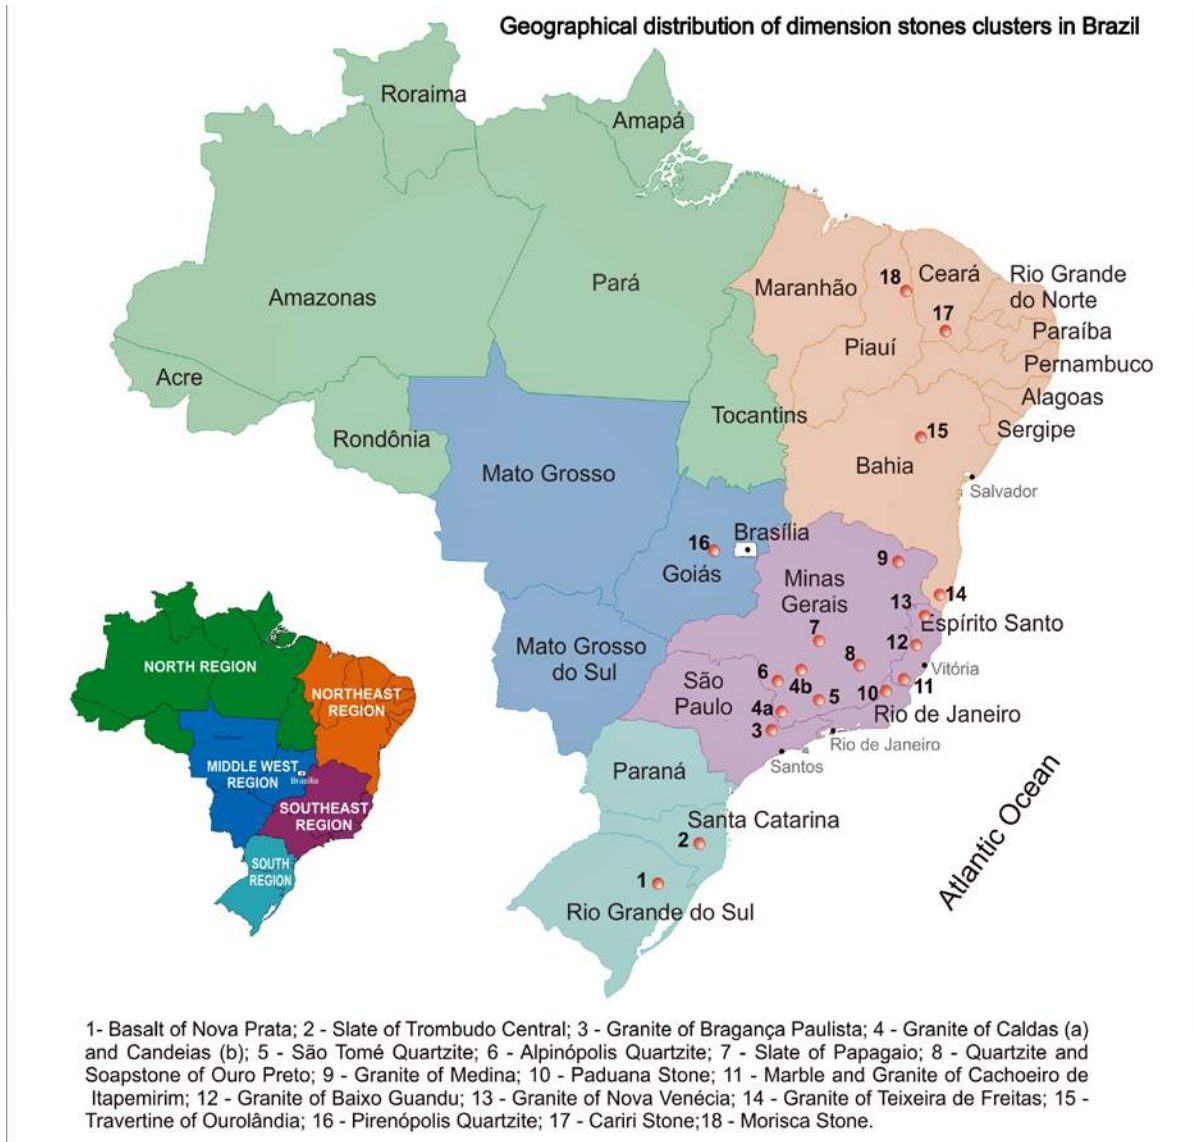 Geographical distribution of dimension stones clusters in Brazil
Roraima
Amapá
Amazonas
Pará
Maranhão
18
Ceará
Rio Grande
do Norte
17
Paraíba
Piauí
Pernambuco
Acre
Alagoas
Tocantins
Sergipe
Rondônia
15
Mato Grosso
Bahia
Salvador
Brasília
16
Goiás
9
Minas
Gerais
14
13
Espírito Santo
7
12
Mato Grosso
do Sul
8
Vitória
6
São
Paulo
4b
11
5
10
4a
Rio de Janeiro
3
Rio de Janeiro
Santos
Paraná
Atlantic Ocean
Santa Catarina
2
1
Rio Grande do Sul
NORTH REGION
NORTHEAST
REGION
MIDDLE WEST
REGION
Brasília
SOUTHEAST
REGION
SOUTH
REGION
1- Basalt of Nova Prata; 2 - Slate of Trombudo Central; 3 - Granite of Bragança Paulista; 4 - Granite of Caldas (a)
and Candeias (b); 5 - São Tomé Quartzite; 6 - Alpinópolis Quartzite; 7 - Slate of Papagaio; 8 - Quartzite and
Soapstone of Ouro Preto; 9 - Granite of Medina; 10 - Paduana Stone; 11 - Marble and Granite of Cachoeiro de
Itapemirim; 12 - Granite of Baixo Guandu; 13 - Granite of Nova Venécia; 14 - Granite of Teixeira de Freitas; 15 -
Travertine of Ourolândia; 16 - Pirenópolis Quartzite; 17 - Cariri Stone;18 - Morisca Stone.